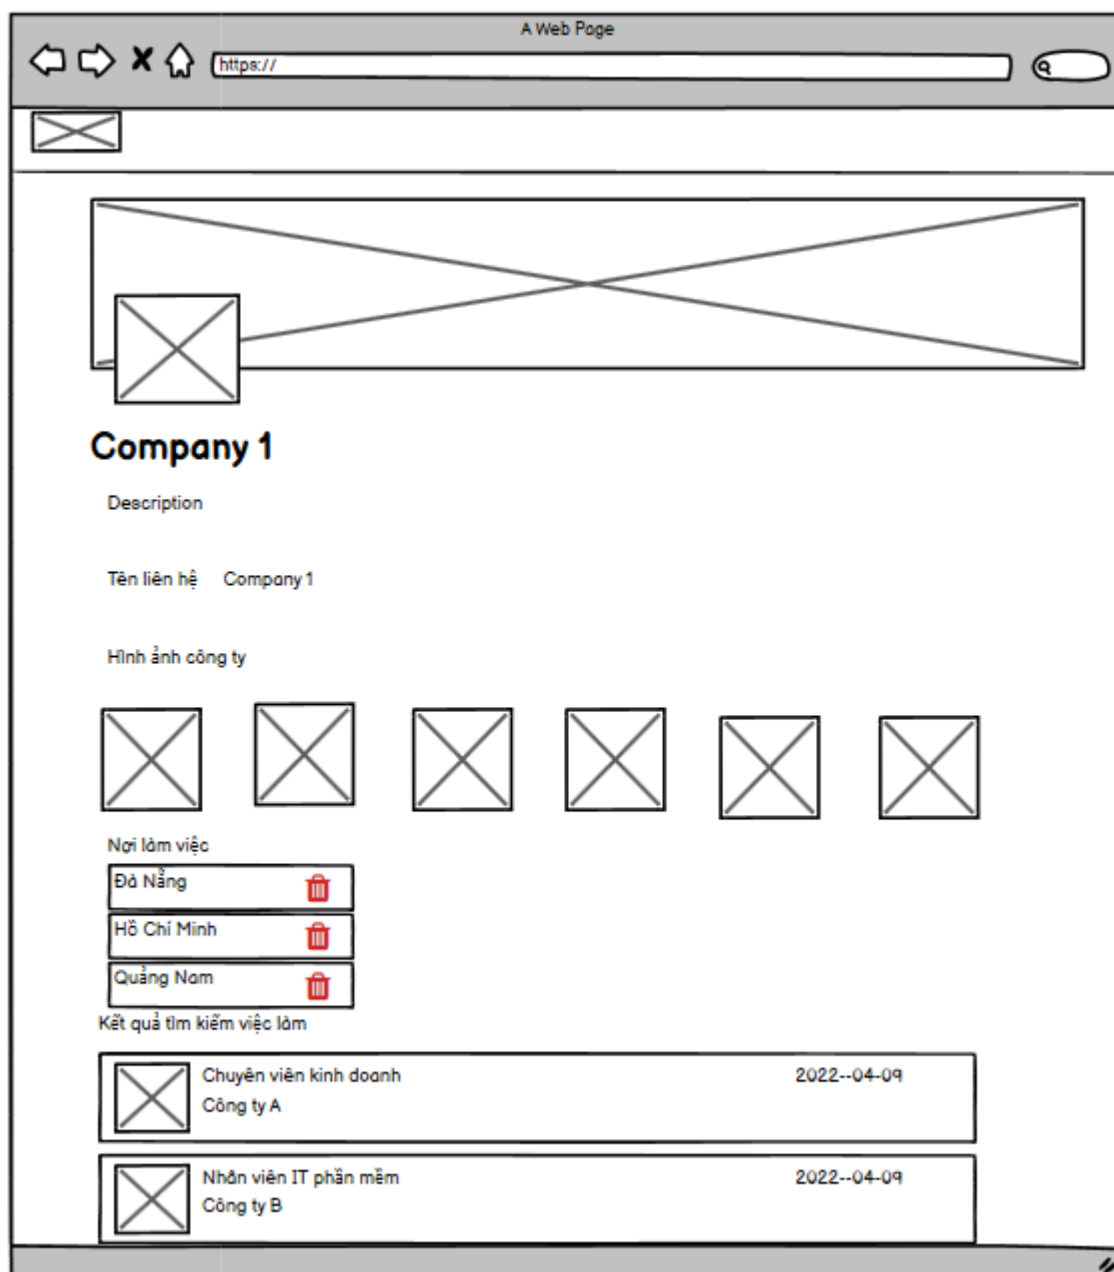 A Web Page
https://
Company 1
Description
Tên liên hệ Company 1
Hình ảnh công ty
Nơi làm việc
Đà Nẵng
Hồ Chí Minh
Quảng Nam
Kết quả tìm kiếm việc làm
Chuyên viên kinh doanh 2022--04-09
Công ty A
Nhân viên IT phần mềm 2022--04-09
Công ty B